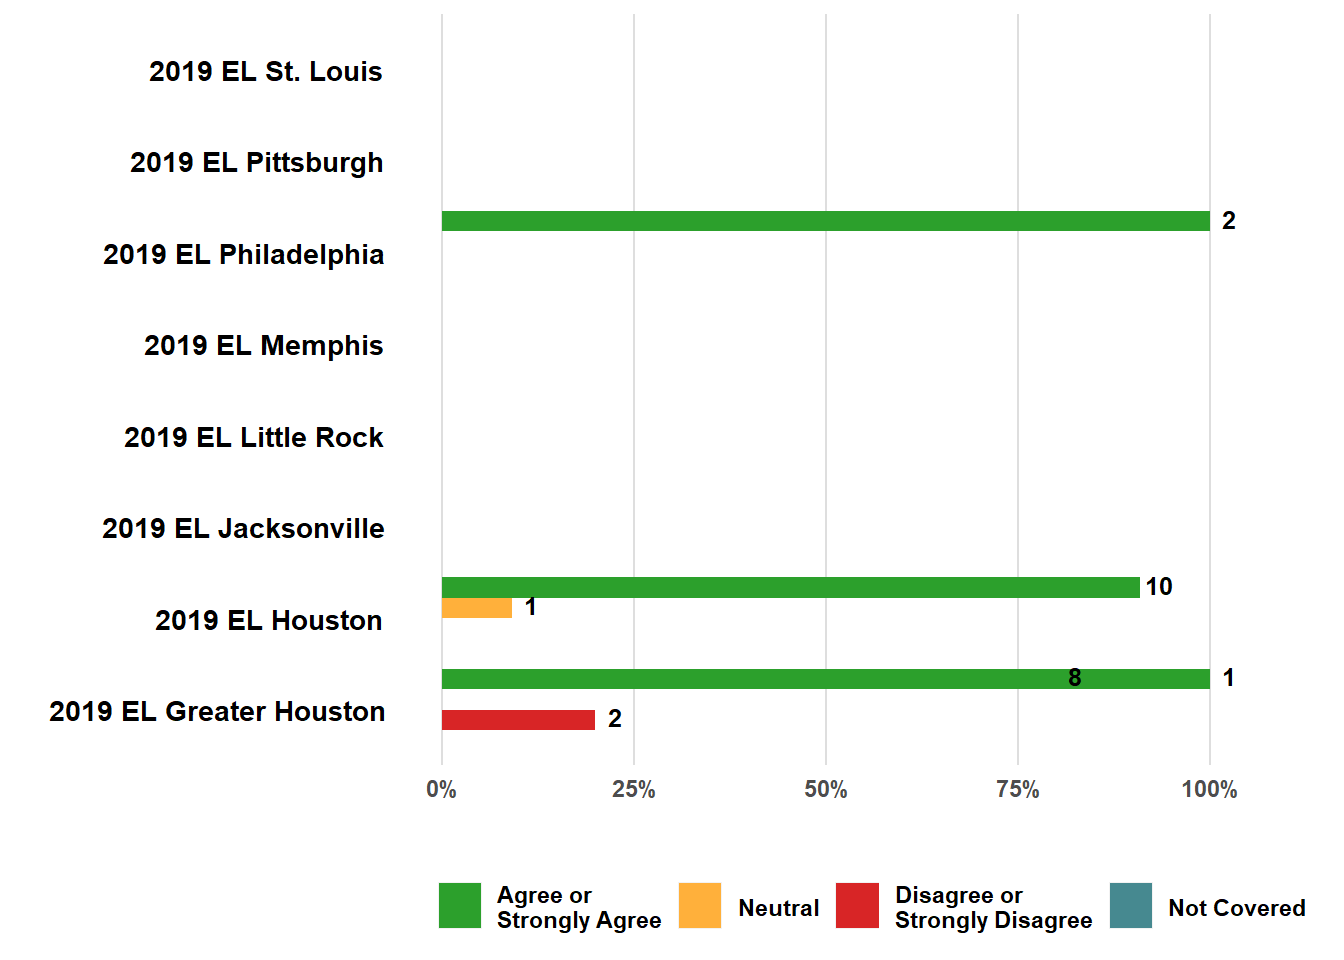 2019 EL St. Louis
2019 EL Pittsburgh
2
2019 EL Philadelphia
2019 EL Memphis
2019 EL Little Rock
2019 EL Jacksonville
10
1
2019 EL Houston
8 1
2019 EL Greater Houston
2
0% 25% 50% 75% 100%
Agree or
Strongly Agree
Neutral
Disagree or
Strongly Disagree
Not Covered